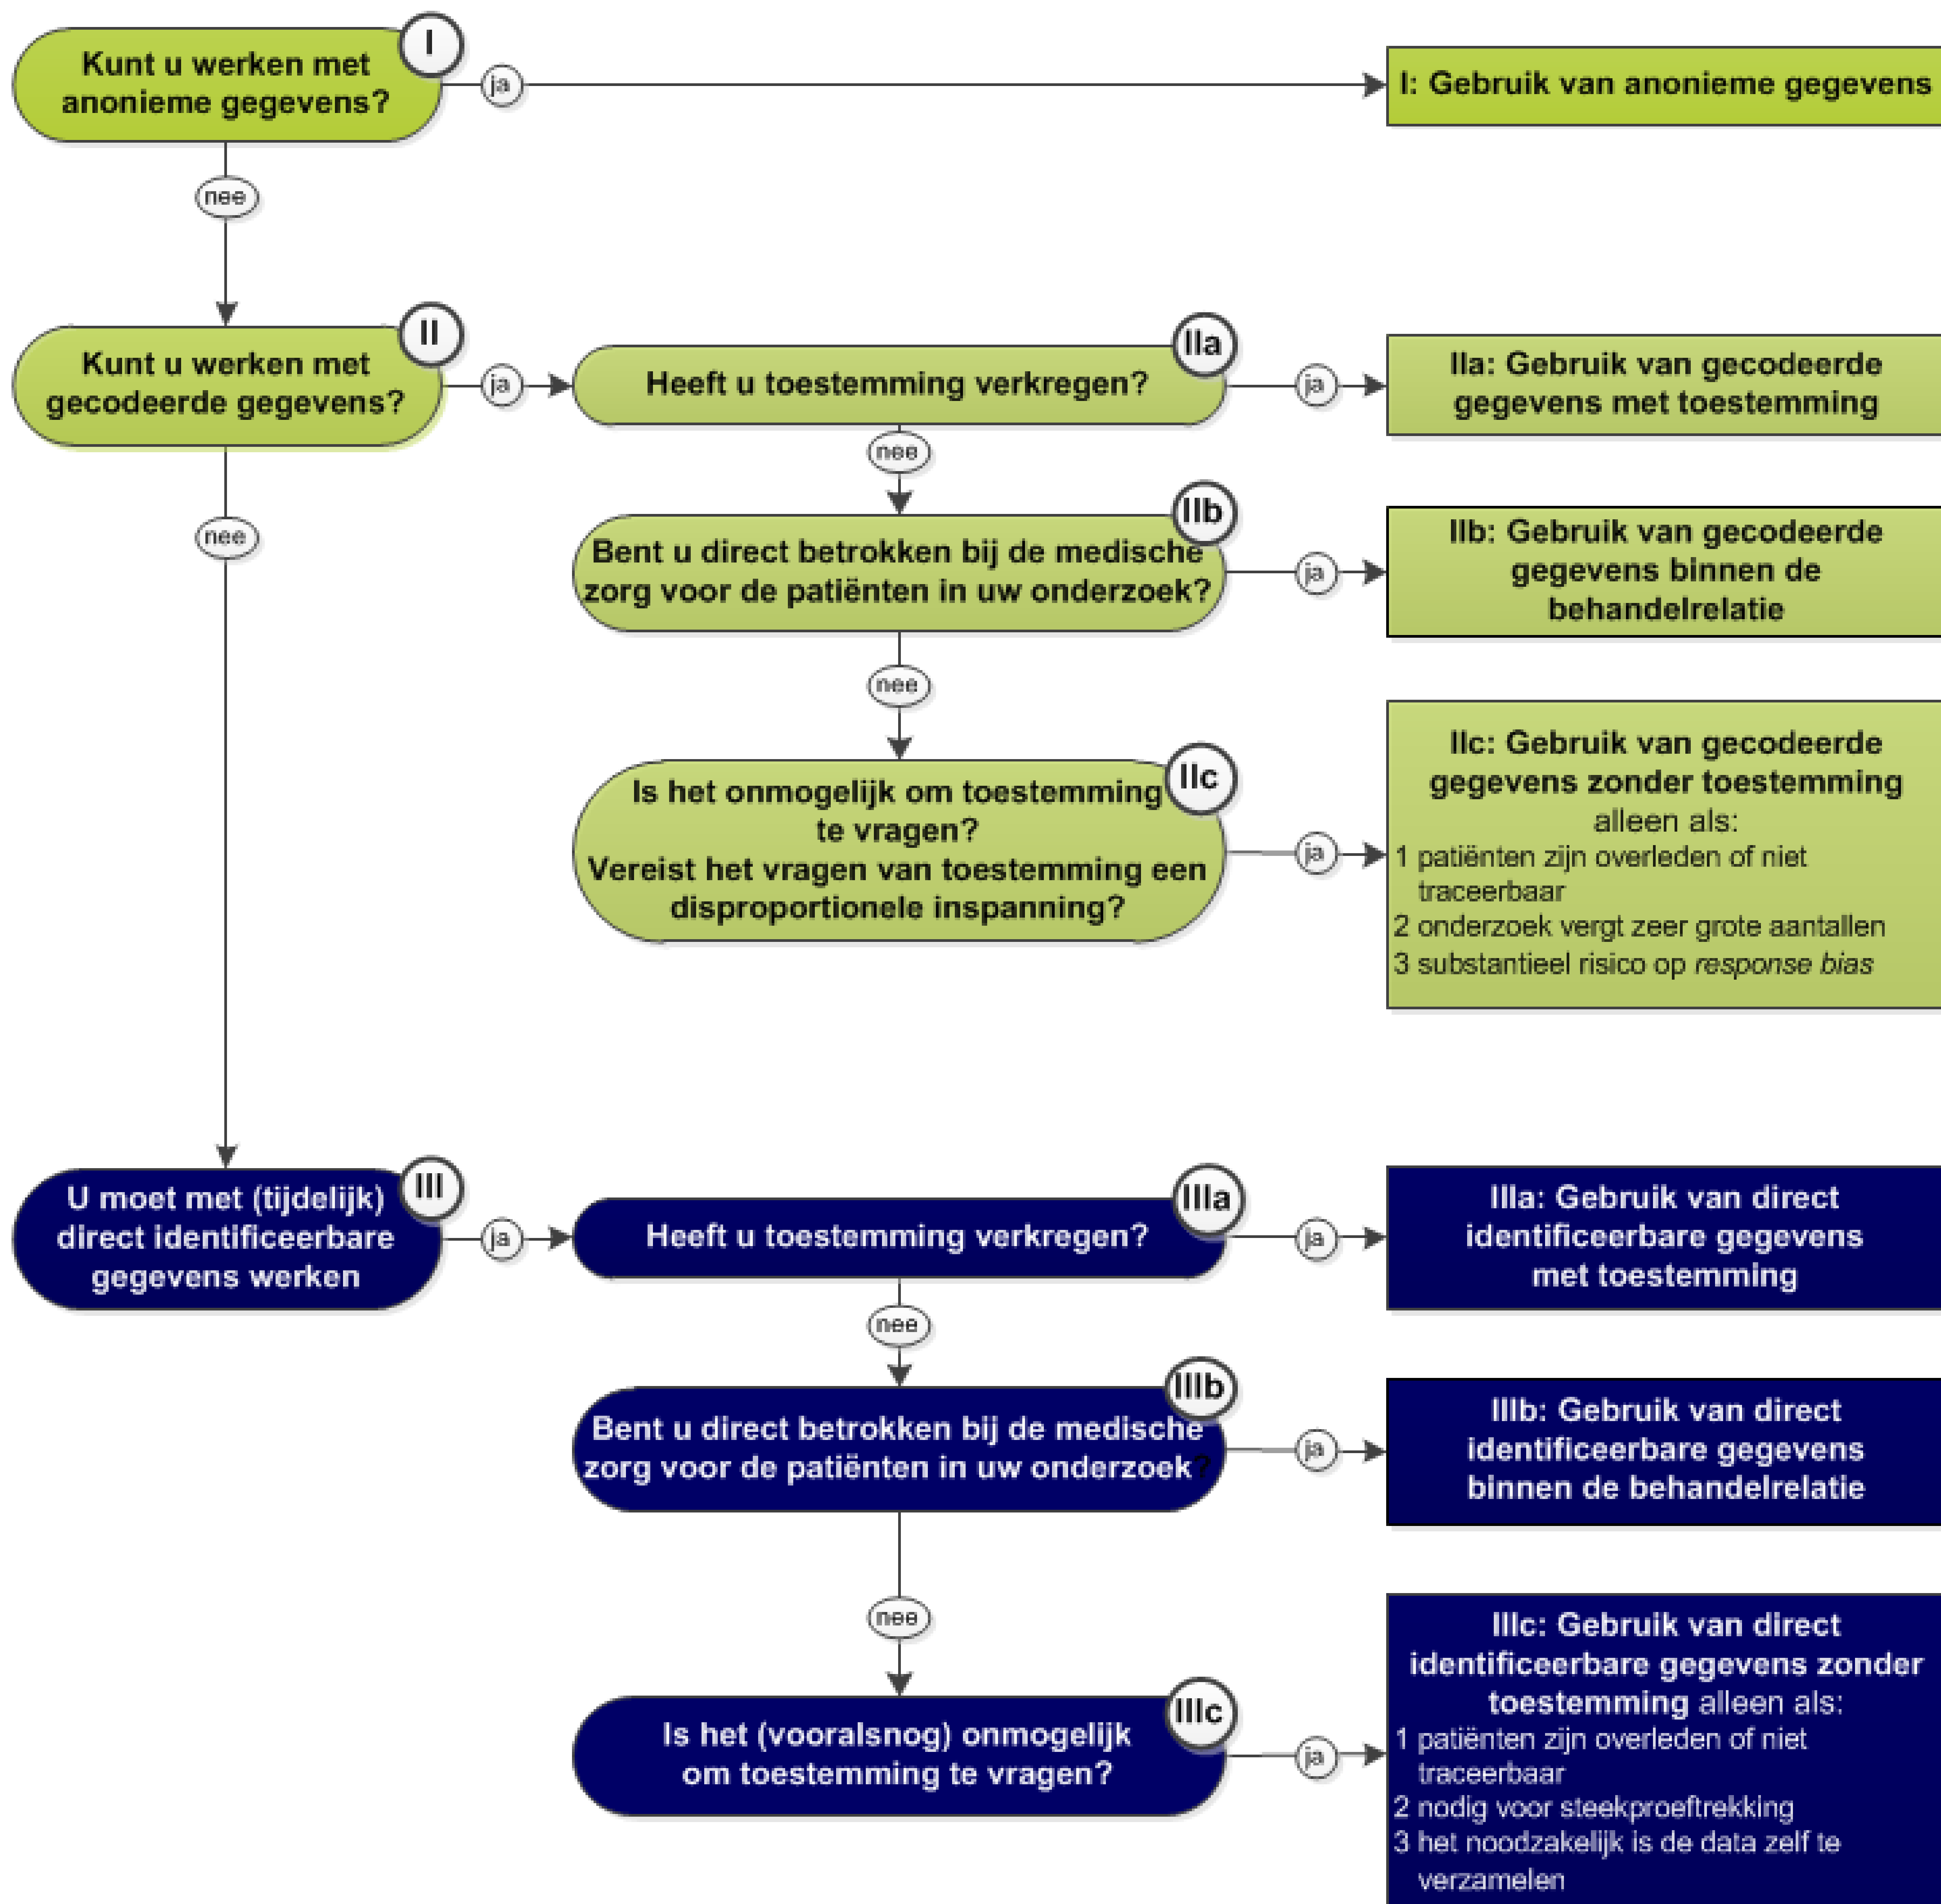 Kunt u werken met
anonieme gegevens?
I
ja
I: Gebruik van anonieme gegevens
nee
Kunt u werken met
gecodeerde gegevens?
II
ja
Heeft u toestemming verkregen?
IIa
ja
IIa: Gebruik van gecodeerde
gegevens met toestemming
nee
Bent u direct betrokken bij de medische
zorg voor de patiënten in uw onderzoek?
IIb
ja
IIb: Gebruik van gecodeerde
gegevens binnen de
behandelrelatie
nee
Is het onmogelijk om toestemming
te vragen?
Vereist het vragen van toestemming een
disproportionele inspanning?
IIc
ja
IIc: Gebruik van gecodeerde
gegevens zonder toestemming
alleen als:
1 patiënten zijn overleden of niet
traceerbaar
2 onderzoek vergt zeer grote aantallen
3 substantieel risico op response bias
nee
U moet met (tijdelijk)
direct identificeerbare
gegevens werken
III
ja
Heeft u toestemming verkregen?
IIIa
ja
IIIa: Gebruik van direct
identificeerbare gegevens
met toestemming
nee
Bent u direct betrokken bij de medische
zorg voor de patiënten in uw onderzoek?
IIIb
ja
IIIb: Gebruik van direct
identificeerbare gegevens
binnen de behandelrelatie
nee
Is het (vooralsnog) onmogelijk
om toestemming te vragen?
IIIc
ja
IIIc: Gebruik van direct
identificeerbare gegevens zonder
toestemming alleen als:
1 patiënten zijn overleden of niet
traceerbaar
2 nodig voor steekproeftrekking
3 het noodzakelijk is de data zelf te
verzamelen